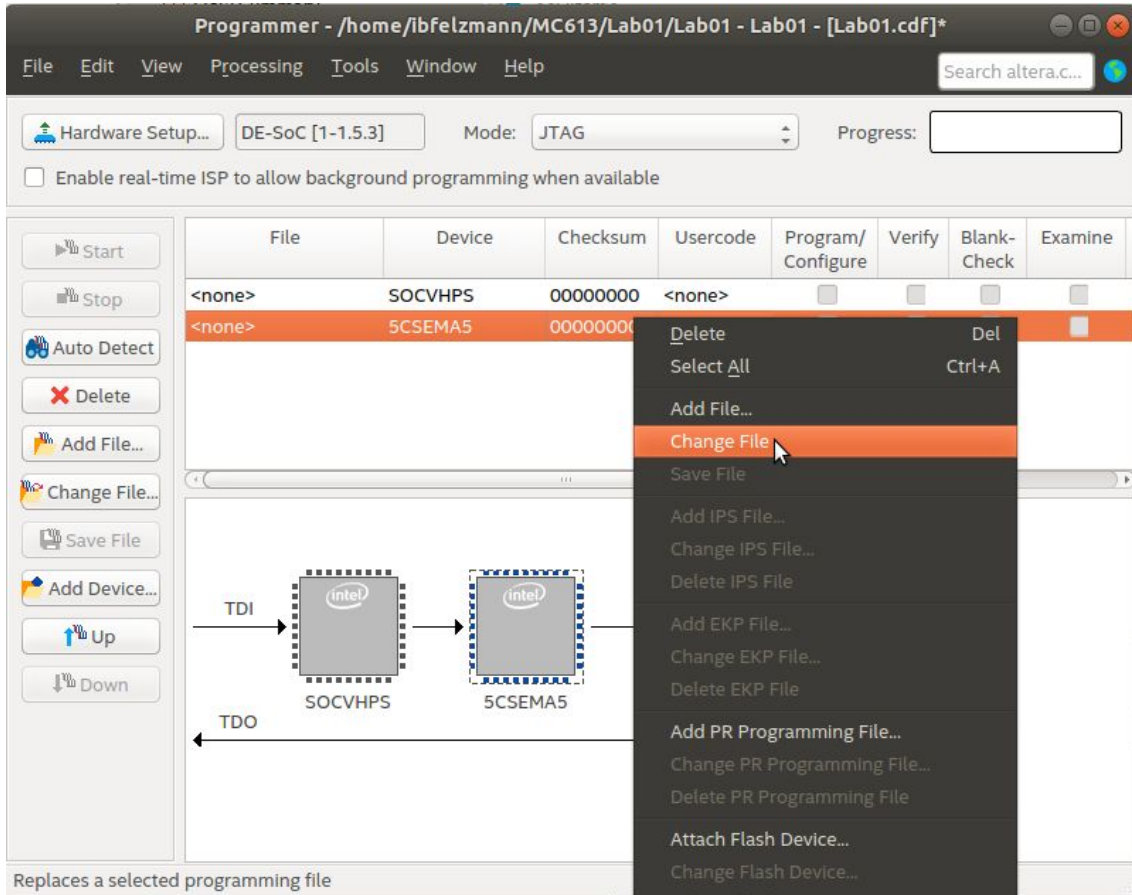 Programmer - /home/ibfelzmann/MC613/Lab01/Lab01 - Lab01 - [Lab01.cdf]*
File Edit View Processing Tools Window Help
Search altera.c...
Hardware Setup... DE-SoC [1-1.5.3] Mode: JTAG Progress:
Enable real-time ISP to allow background programming when available
Start
Stop
Auto Detect
Delete
Add File...
Change File...
Save File
Add Device...
Up
Down
File Device Checksum Usercode Program/ Verify Blank- Examine
Configure Check
<none> SOCVHPS 00000000 <none>
<none> 5CSEMA5 00000000
Delete Del
Select All Ctrl+A
Add File...
Change File
Save File
Add IPS File...
Change IPS File...
Delete IPS File
Add EKP File...
Change EKP File...
Delete EKP File
Add PR Programming File...
Change PR Programming File...
Delete PR Programming File
Attach Flash Device...
Change Flash Device...
TDI
intel
intel
SOCVHPS
5CSEMA5
TDO
Replaces a selected programming file